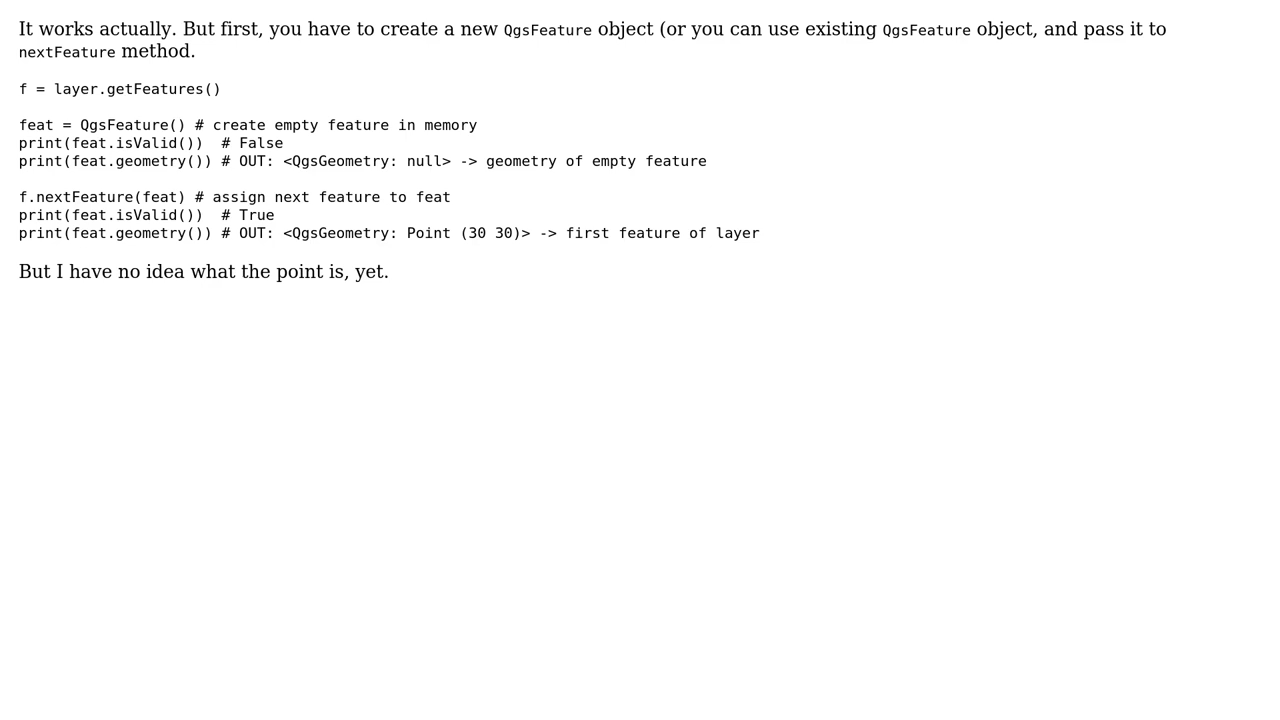 It works actually. But first, you have to create a new QgsFeature object (or you can use existing QgsFeature object, and pass it to
nextFeature method.
f = layer.getFeatures()
feat = QgsFeature() # create empty feature in memory
print(feat.isValid())  # False
print(feat.geometry()) # OUT: <QgsGeometry: null> -> geometry of empty feature
f.nextFeature(feat) # assign next feature to feat
print(feat.isValid())  # True
print(feat.geometry()) # OUT: <QgsGeometry: Point (30 30)> -> first feature of layer
But I have no idea what the point is, yet.